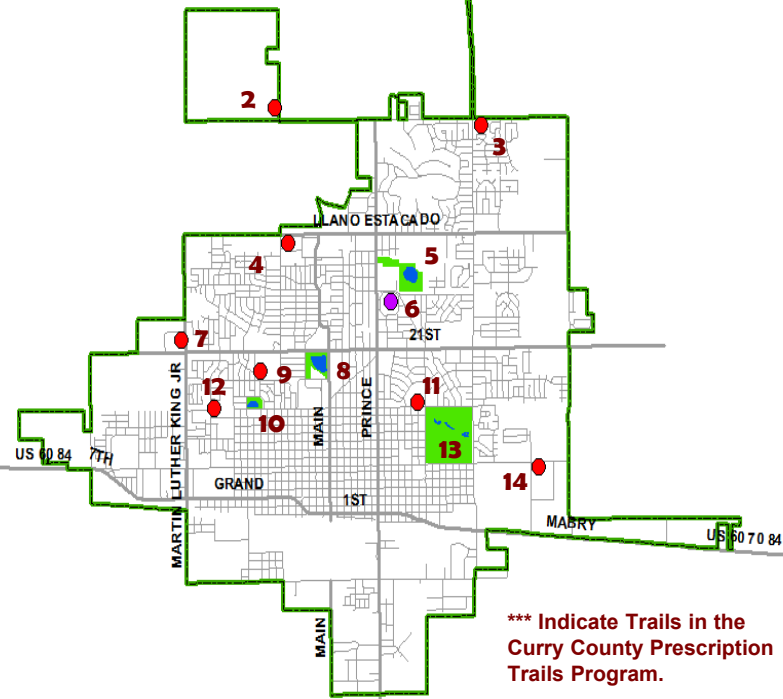 2
3
LLANO ESTACADO
5
4
6
21ST
7
8
9
12
11
10
MARTIN LUTHER KING JR
MAIN
PRINCE
13
US 60 84
7TH
14
GRAND
1ST
MABRY
US 60 70 84
MAIN
*** Indicate Trails in the
Curry County Prescription
Trails Program.